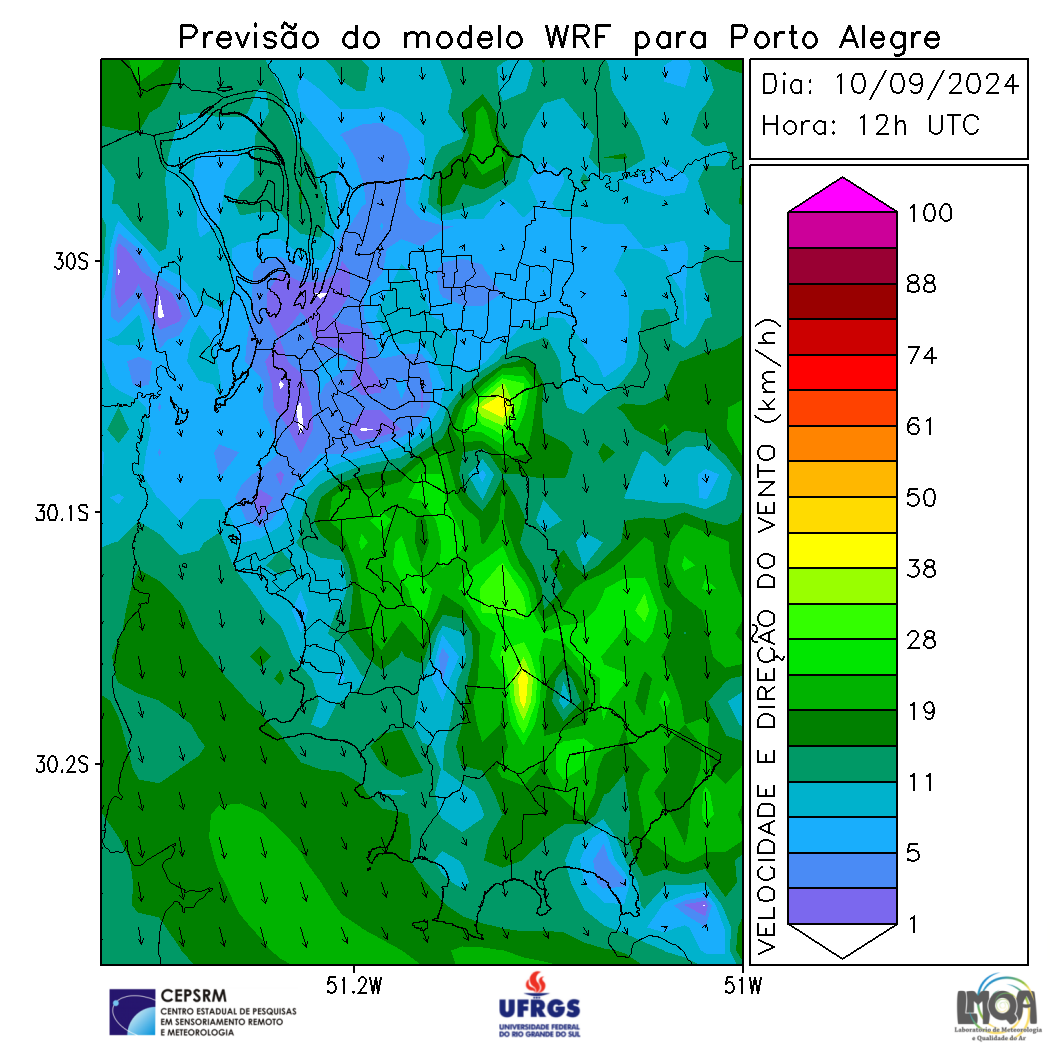 Previsão do modelo WRF para Porto Alegre
Dia: 10/09/2024
Hora: 12h UTC
30S
30.1S
30.2S
51.2W
51W
VELOCIDADE E DIREÇÃO DO VENTO (km/h)
100
88
74
61
50
38
28
19
11
5
1
CEPSRM
CENTRO ESTADUAL DE PESQUISAS
EM SENSORIAMENTO REMOTO
E METEOROLOGIA
UFRGS
UNIVERSIDADE FEDERAL
DO RIO GRANDE DO SUL
LMQA
Laboratório de Meteorologia
e Qualidade do Ar